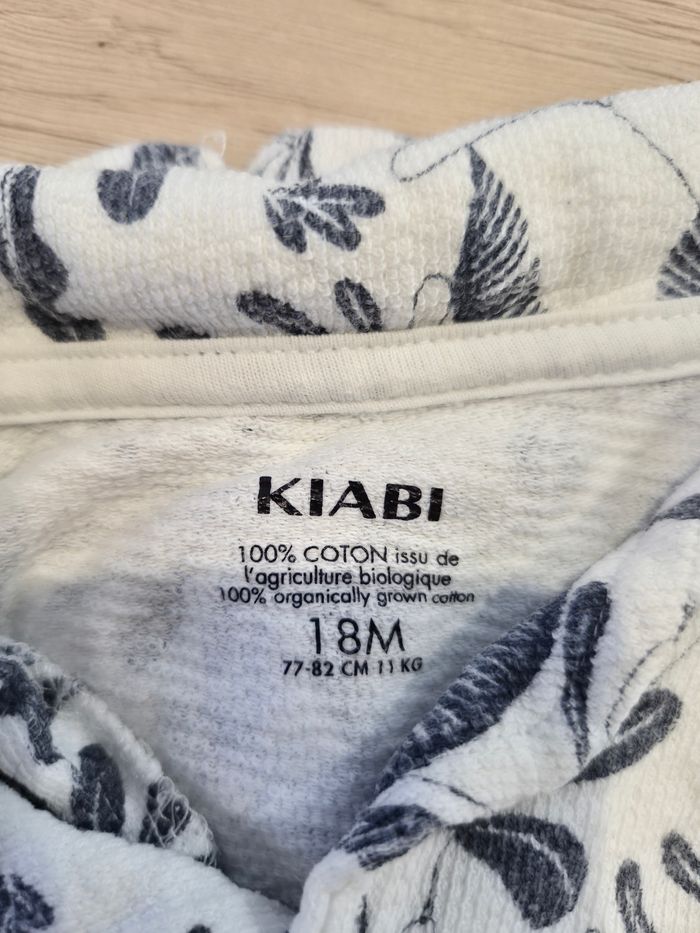 KIABI
100% COTON issu de
l'agriculture biologique
100% organically grown cotton
18M
77-82 CM 11 KG